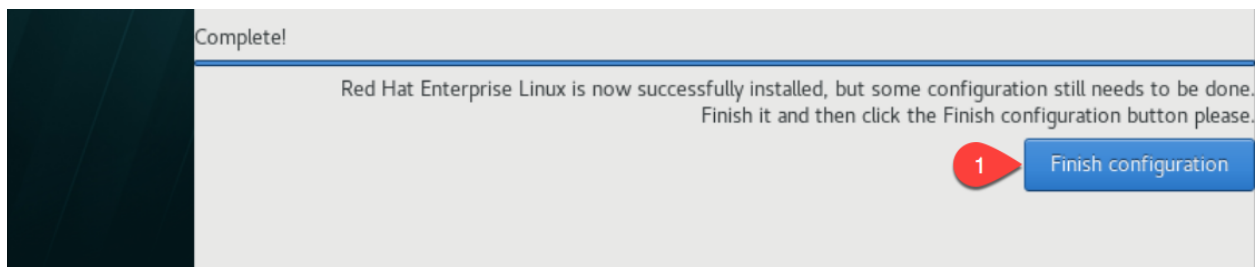 Complete!
Red Hat Enterprise Linux is now successfully installed, but some configuration still needs to be done.
Finish it and then click the Finish configuration button please.
1
Finish configuration